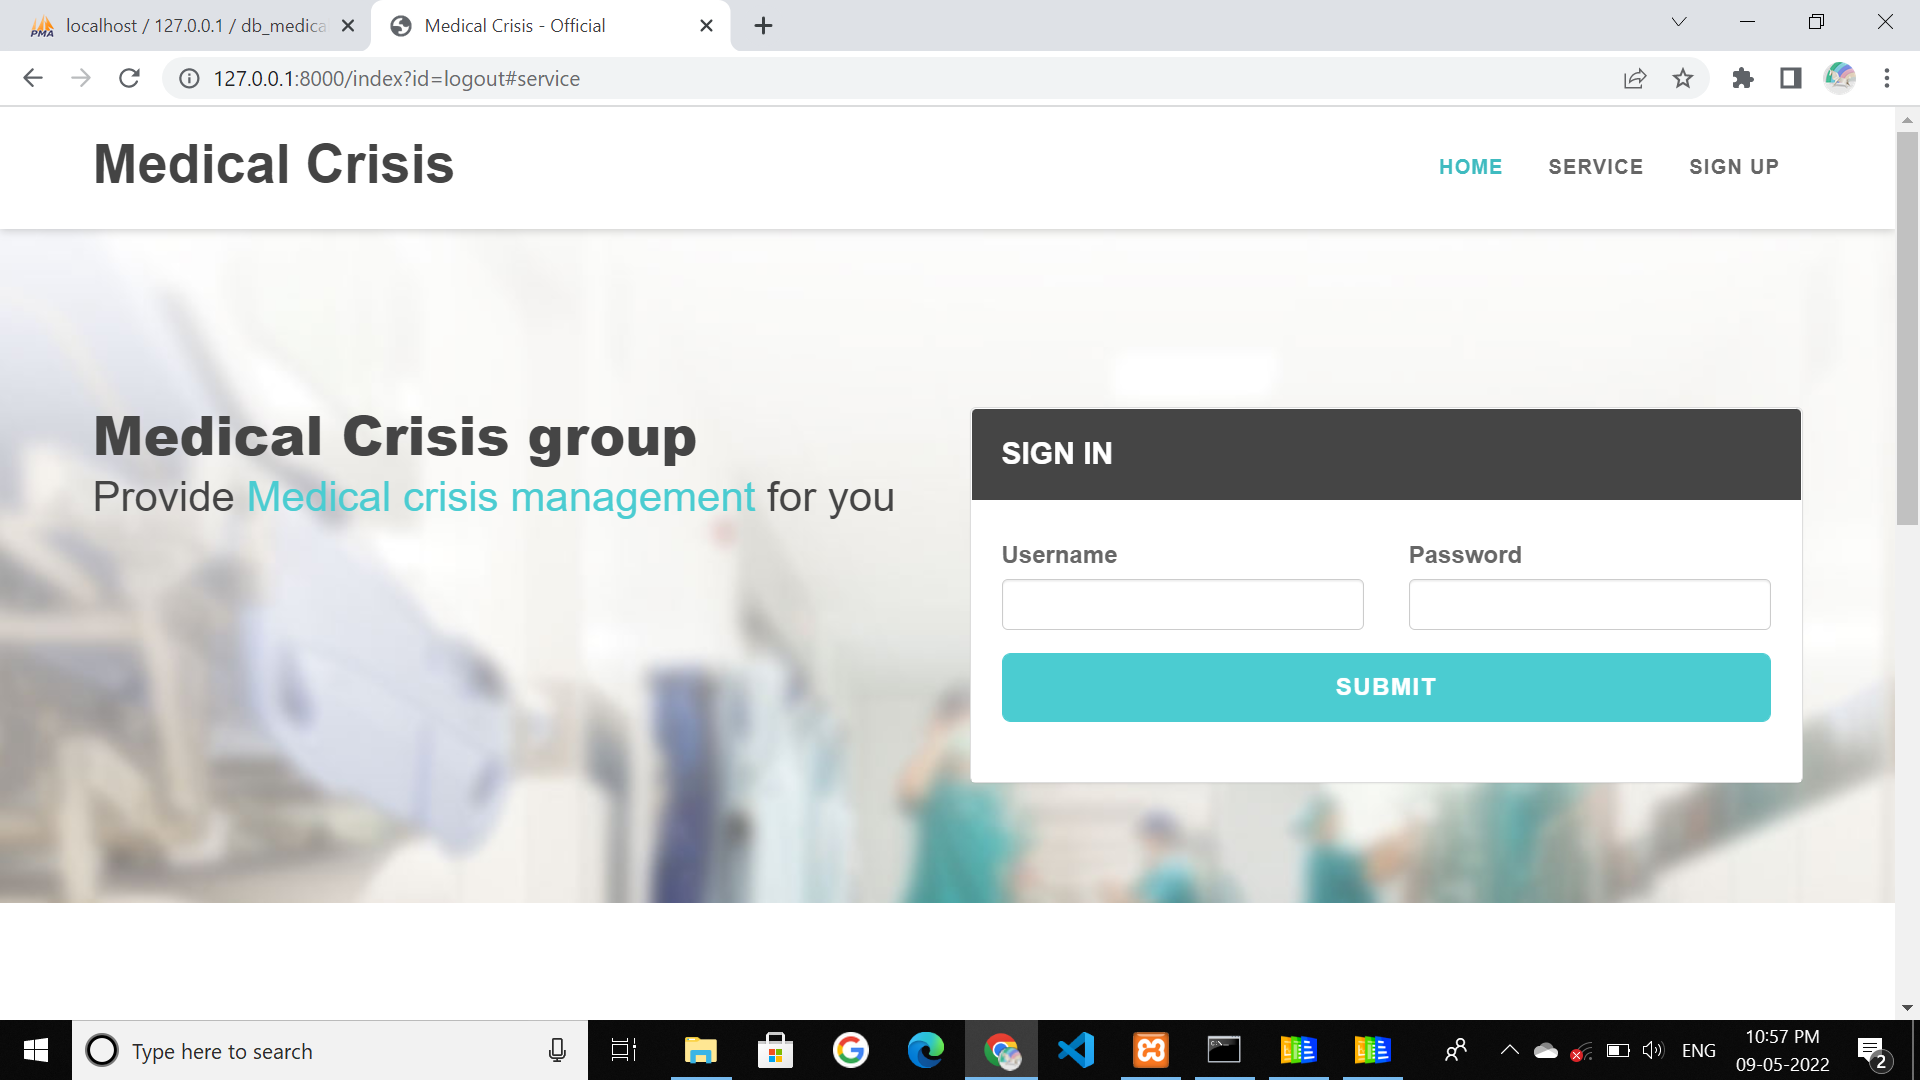 localhost / 127.0.0.1 / db_medica
Medical Crisis - Official
127.0.0.1:8000/index?id=logout#service
Medical Crisis
HOME
SERVICE
SIGN UP
Medical Crisis group
Provide Medical crisis management for you
SIGN IN
Username
Password
SUBMIT
Type here to search
ENG
10:57 PM
09-05-2022
2